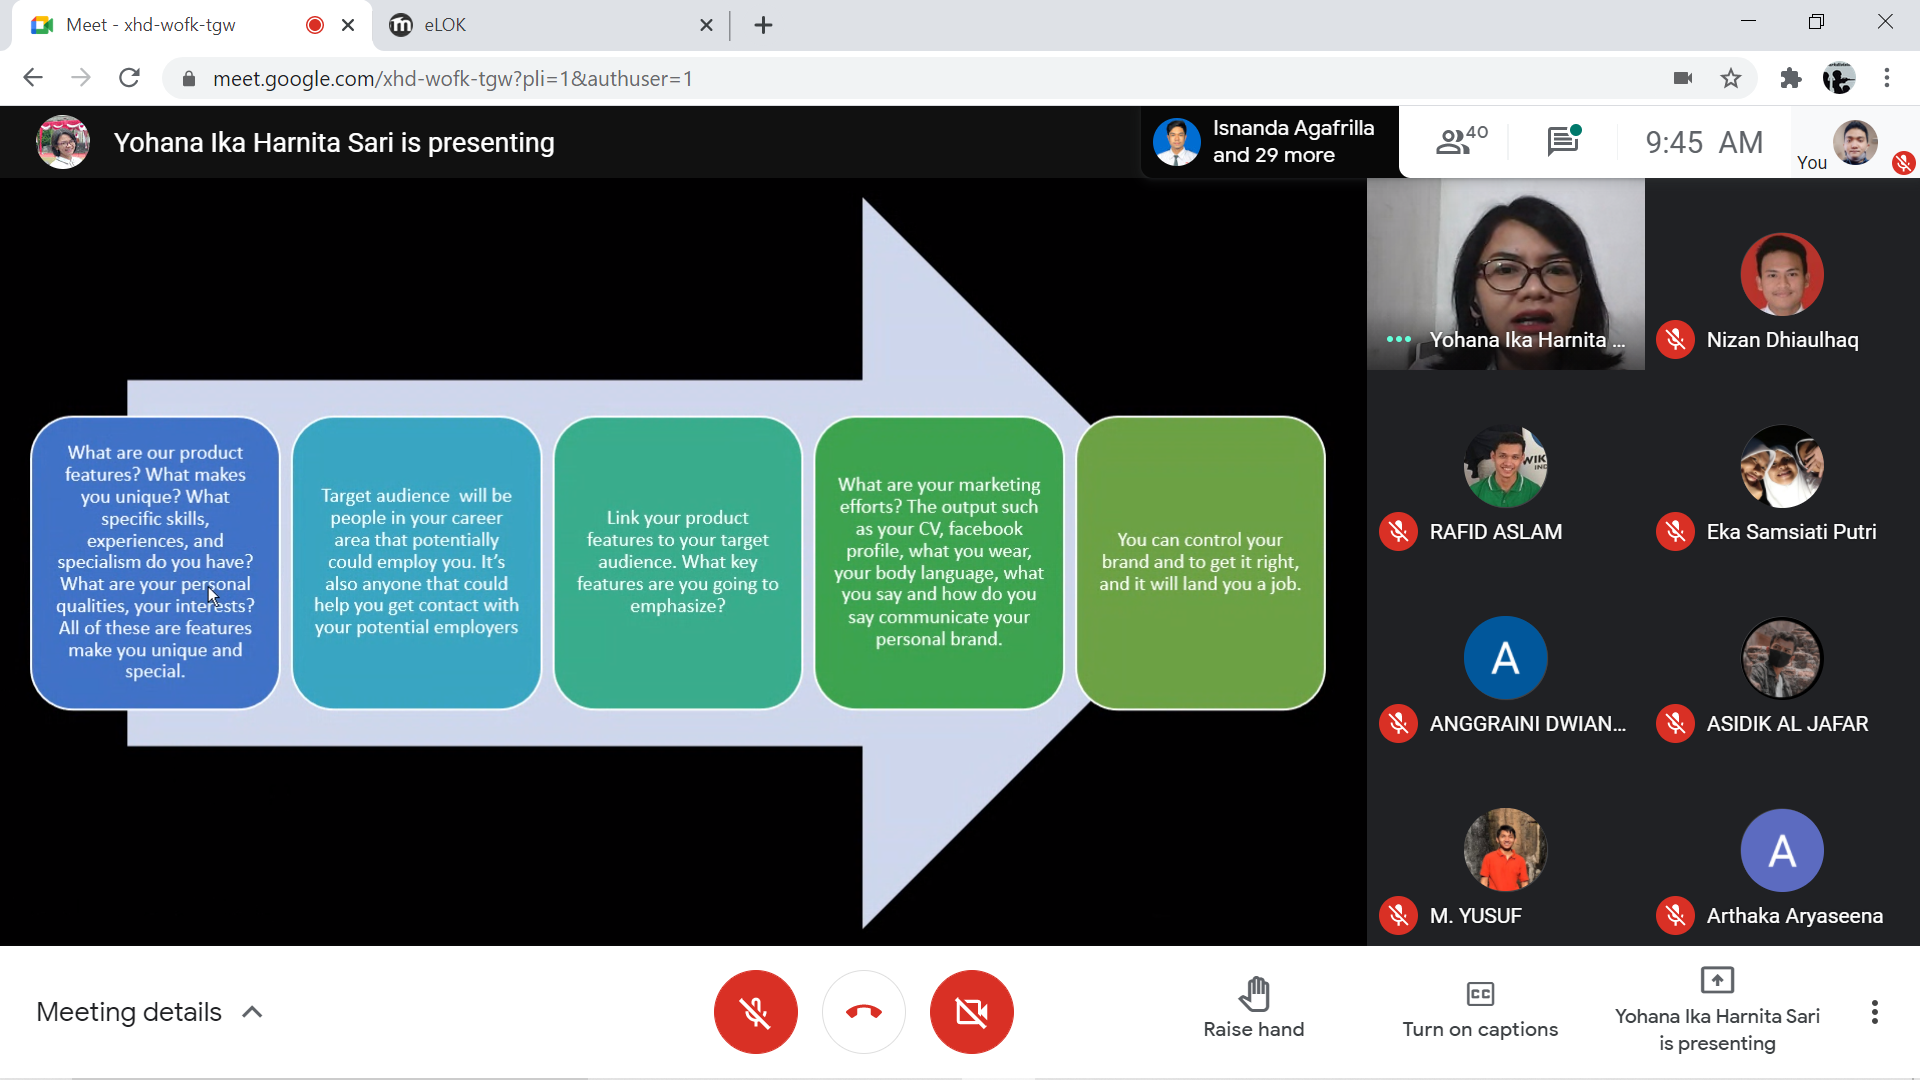 Meet - xhd-wofk-tgw
eLOK
meet.google.com/xhd-wofk-tgw?pli=1&authuser=1
Yohana Ika Harnita Sari is presenting
Isnanda Agafrilla
and 29 more
40
9:45 AM
You
What are our product
features? What makes
you unique? What
specific skills,
experiences, and
specialism do you have?
What are your personal
qualities, your interests?
All of these are features
make you unique and
special.
Target audience  will be
people in your career
area that potentially
could employ you. It’s
also anyone that could
help you get contact with
your potential employers
Link your product
features to your target
audience. What key
features are you going to
emphasize?
What are your marketing
efforts? The output such
as your CV, facebook
profile, what you wear,
your body language, what
you say and how do you
say communicate your
personal brand.
You can control your
brand and to get it right,
and it will land you a job.
Yohana Ika Harnita ...
Nizan Dhiaulhaq
WIK
RAFID ASLAM
Eka Samsiati Putri
A
ANGGRAINI DWIAN...
ASIDIK AL JAFAR
M. YUSUF
A
Arthaka Aryaseena
Meeting details
Raise hand
CC
Turn on captions
Yohana Ika Harnita Sari
is presenting